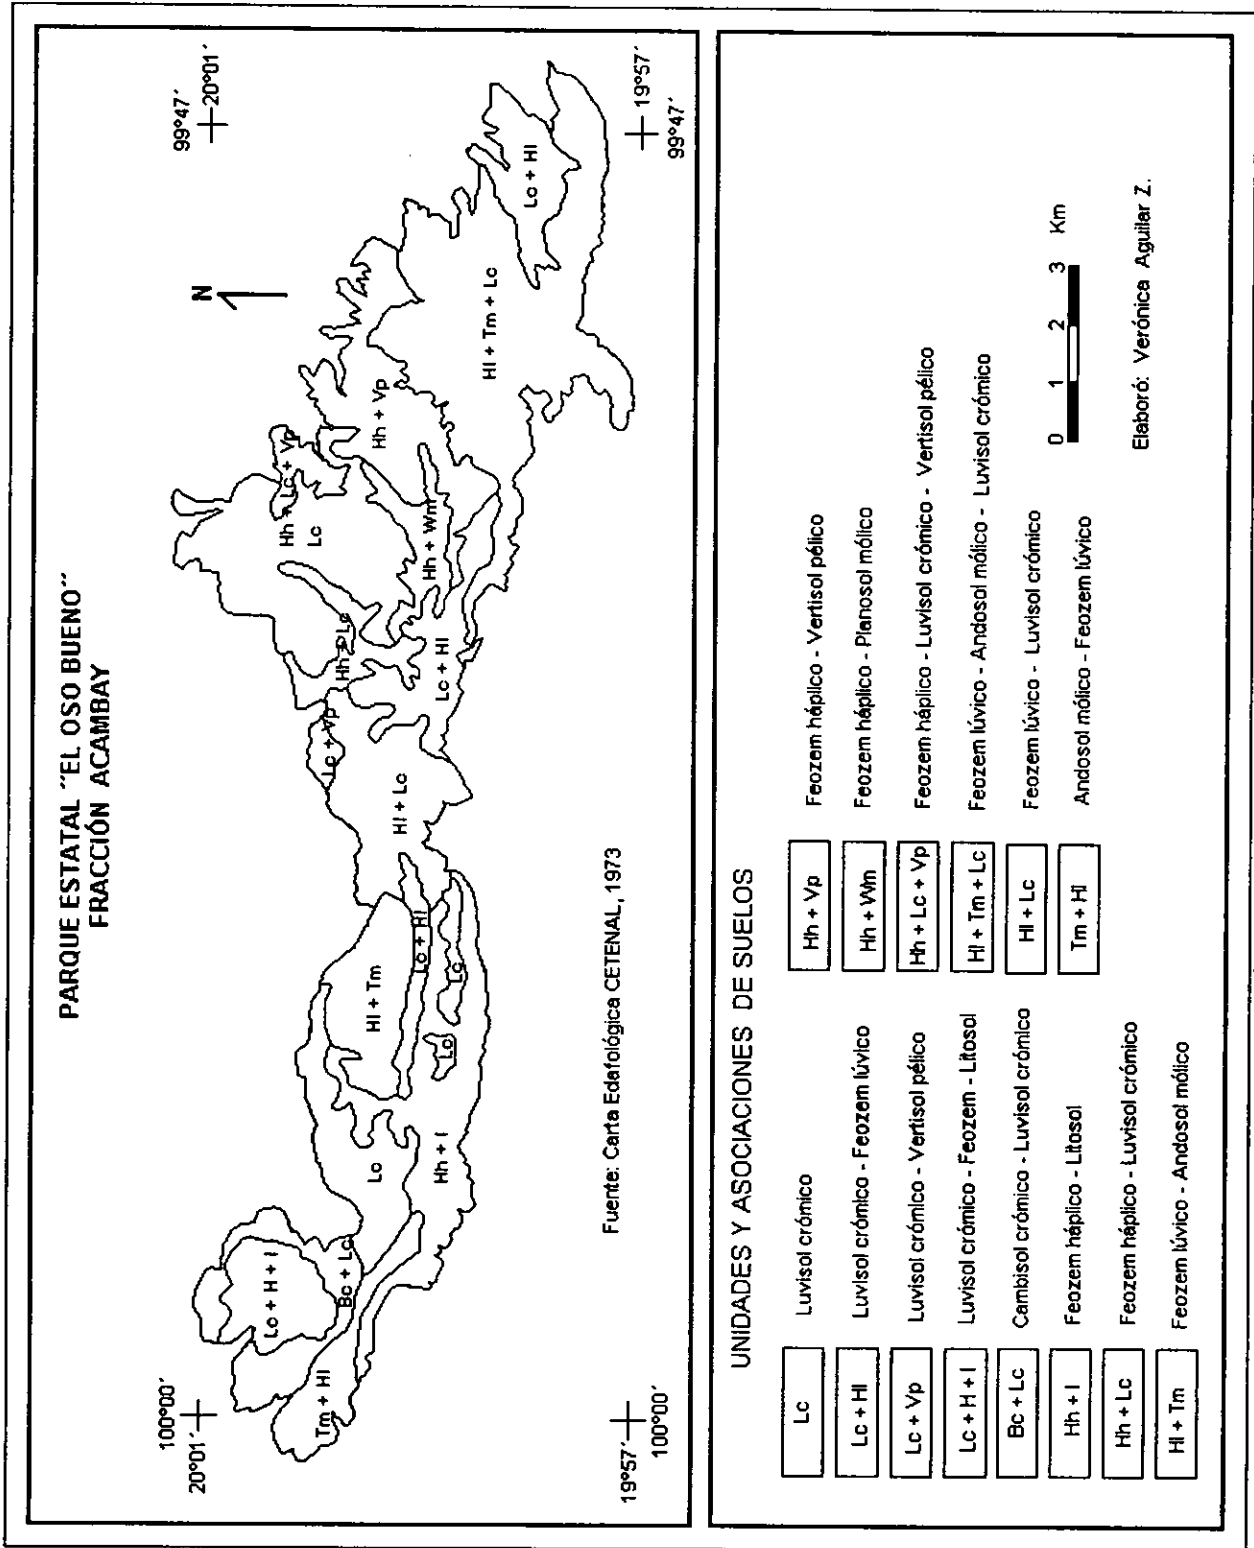 PARQUE ESTATAL "EL OSO BUENO"
FRACCIÓN ACAMBAY
100°00´
20°01´
99°47´
20°01´
N
Lc + H + I
Bc + Lc
Tm + Hl
Lc
Hh + I
Hl + Tm
Lc + Hl
Lc
Lc
Hl + Lc
Lc + Vp
Hh + Lc
Lc + Hl
Hh + Lc + Vp
Lc
Hh + Wm
Hh + Vp
Hl + Tm + Lc
Lc + Hl
19°57´
100°00´
19°57´
99°47´
Fuente: Carta Edafológica CETENAL, 1973
UNIDADES Y ASOCIACIONES DE SUELOS
Lc Luvisol crómico
Lc + Hl Luvisol crómico - Feozem lúvico
Lc + Vp Luvisol crómico - Vertisol pélico
Lc + H + I Luvisol crómico - Feozem - Litosol
Bc + Lc Cambisol crómico - Luvisol crómico
Hh + I Feozem háplico - Litosol
Hh + Lc Feozem háplico - Luvisol crómico
Hl + Tm Feozem lúvico - Andosol mólico
Hh + Vp Feozem háplico - Vertisol pélico
Hh + Wm Feozem háplico - Planosol mólico
Hh + Lc + Vp Feozem háplico - Luvisol crómico - Vertisol pélico
Hl + Tm + Lc Feozem lúvico - Andosol mólico - Luvisol crómico
Hl + Lc Feozem lúvico - Luvisol crómico
Tm + Hl Andosol mólico - Feozem lúvico
0 1 2 3 Km
Elaboró: Verónica Aguilar Z.